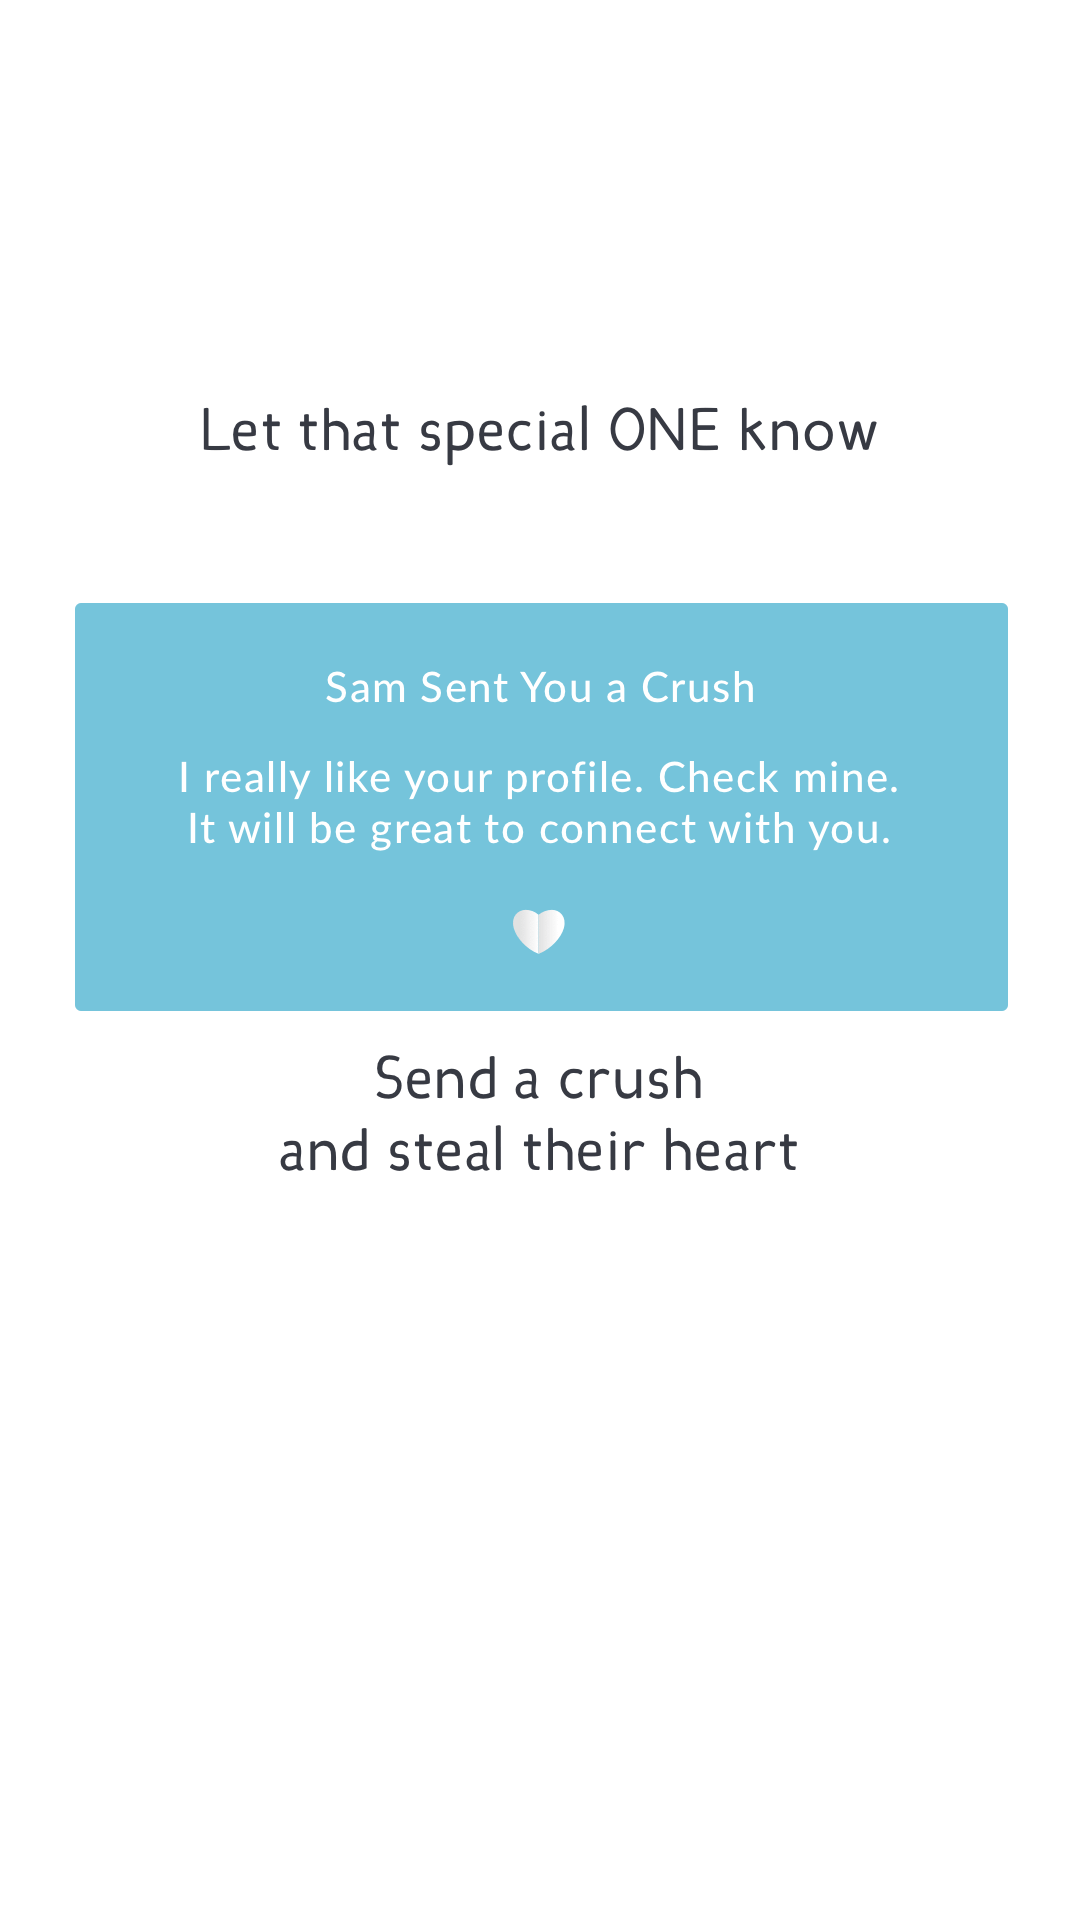 Let that special ONE know
Sam Sent You a Crush
I really like your profile. Check mine.
It will be great to connect with you.
Send a crush
and steal their heart